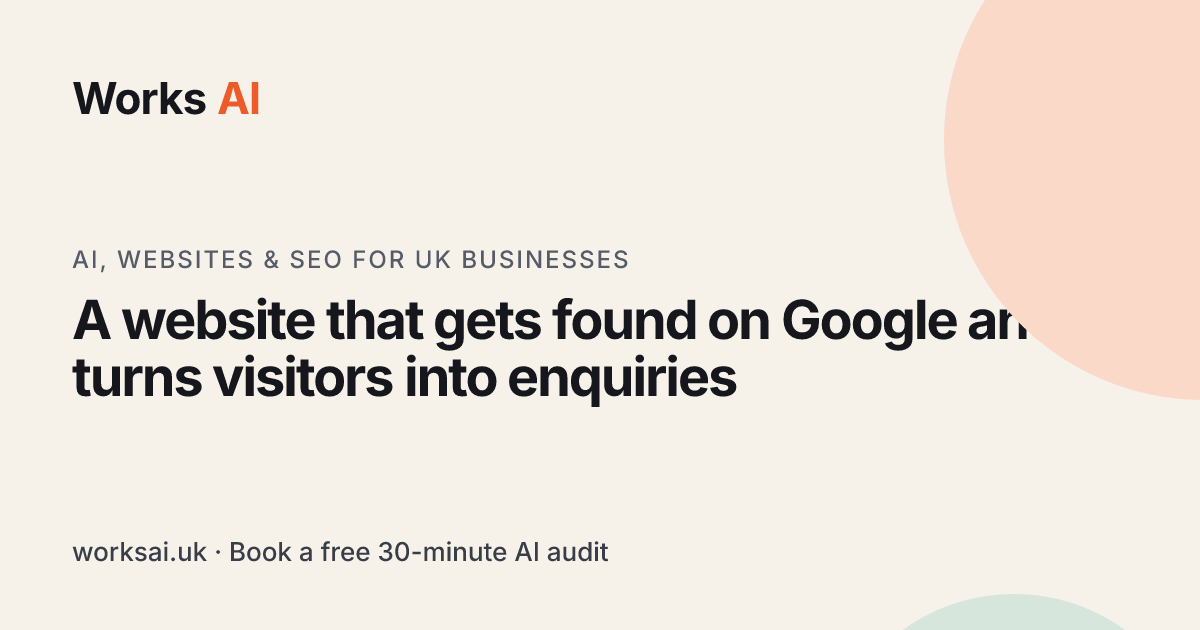 Works AI
AI, WEBSITES & SEO FOR UK BUSINESSES
A website that gets found on Google
turns visitors into enquiries
worksai.uk · Book a free 30-minute AI audit